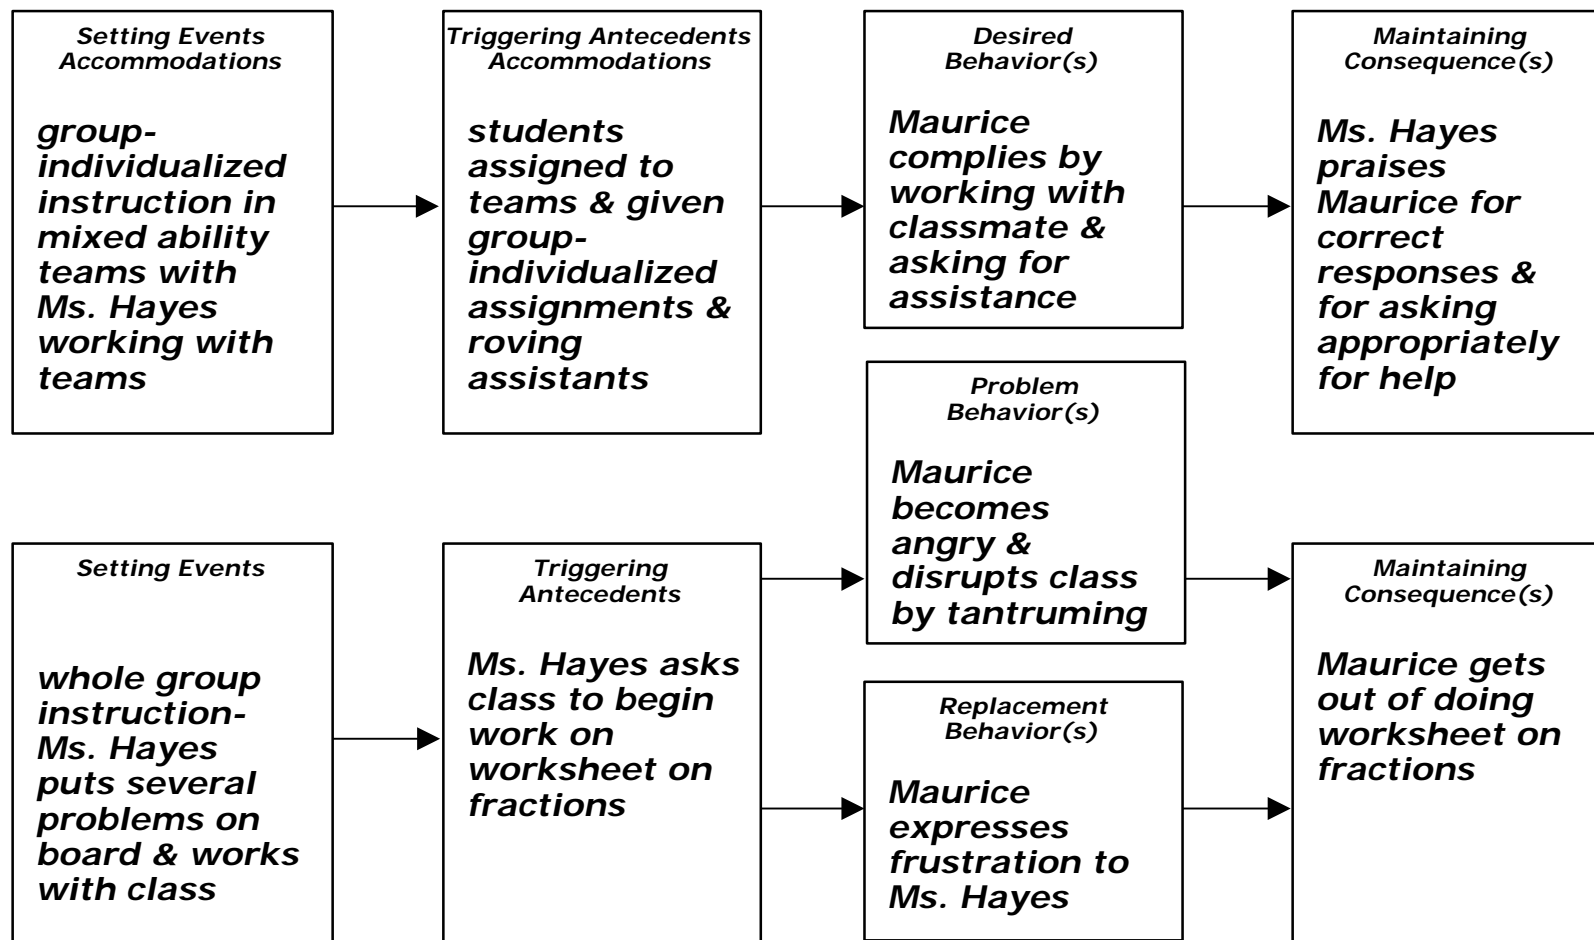 Setting Events
Accommodations
group-
individualized
instruction in
mixed ability
teams with
Ms. Hayes
working with
teams
Triggering Antecedents
Accommodations
students
assigned to
teams & given
group-
individualized
assignments &
roving
assistants
Desired
Behavior(s)
Maurice
complies by
working with
classmate &
asking for
assistance
Maintaining
Consequence(s)
Ms. Hayes
praises
Maurice for
correct
responses &
for asking
appropriately
for help
Setting Events
whole group
instruction-
Ms. Hayes
puts several
problems on
board & works
with class
Triggering
Antecedents
Ms. Hayes asks
class to begin
work on
worksheet on
fractions
Problem
Behavior(s)
Maurice
becomes
angry &
disrupts class
by tantruming
Replacement
Behavior(s)
Maurice
expresses
frustration to
Ms. Hayes
Maintaining
Consequence(s)
Maurice gets
out of doing
worksheet on
fractions